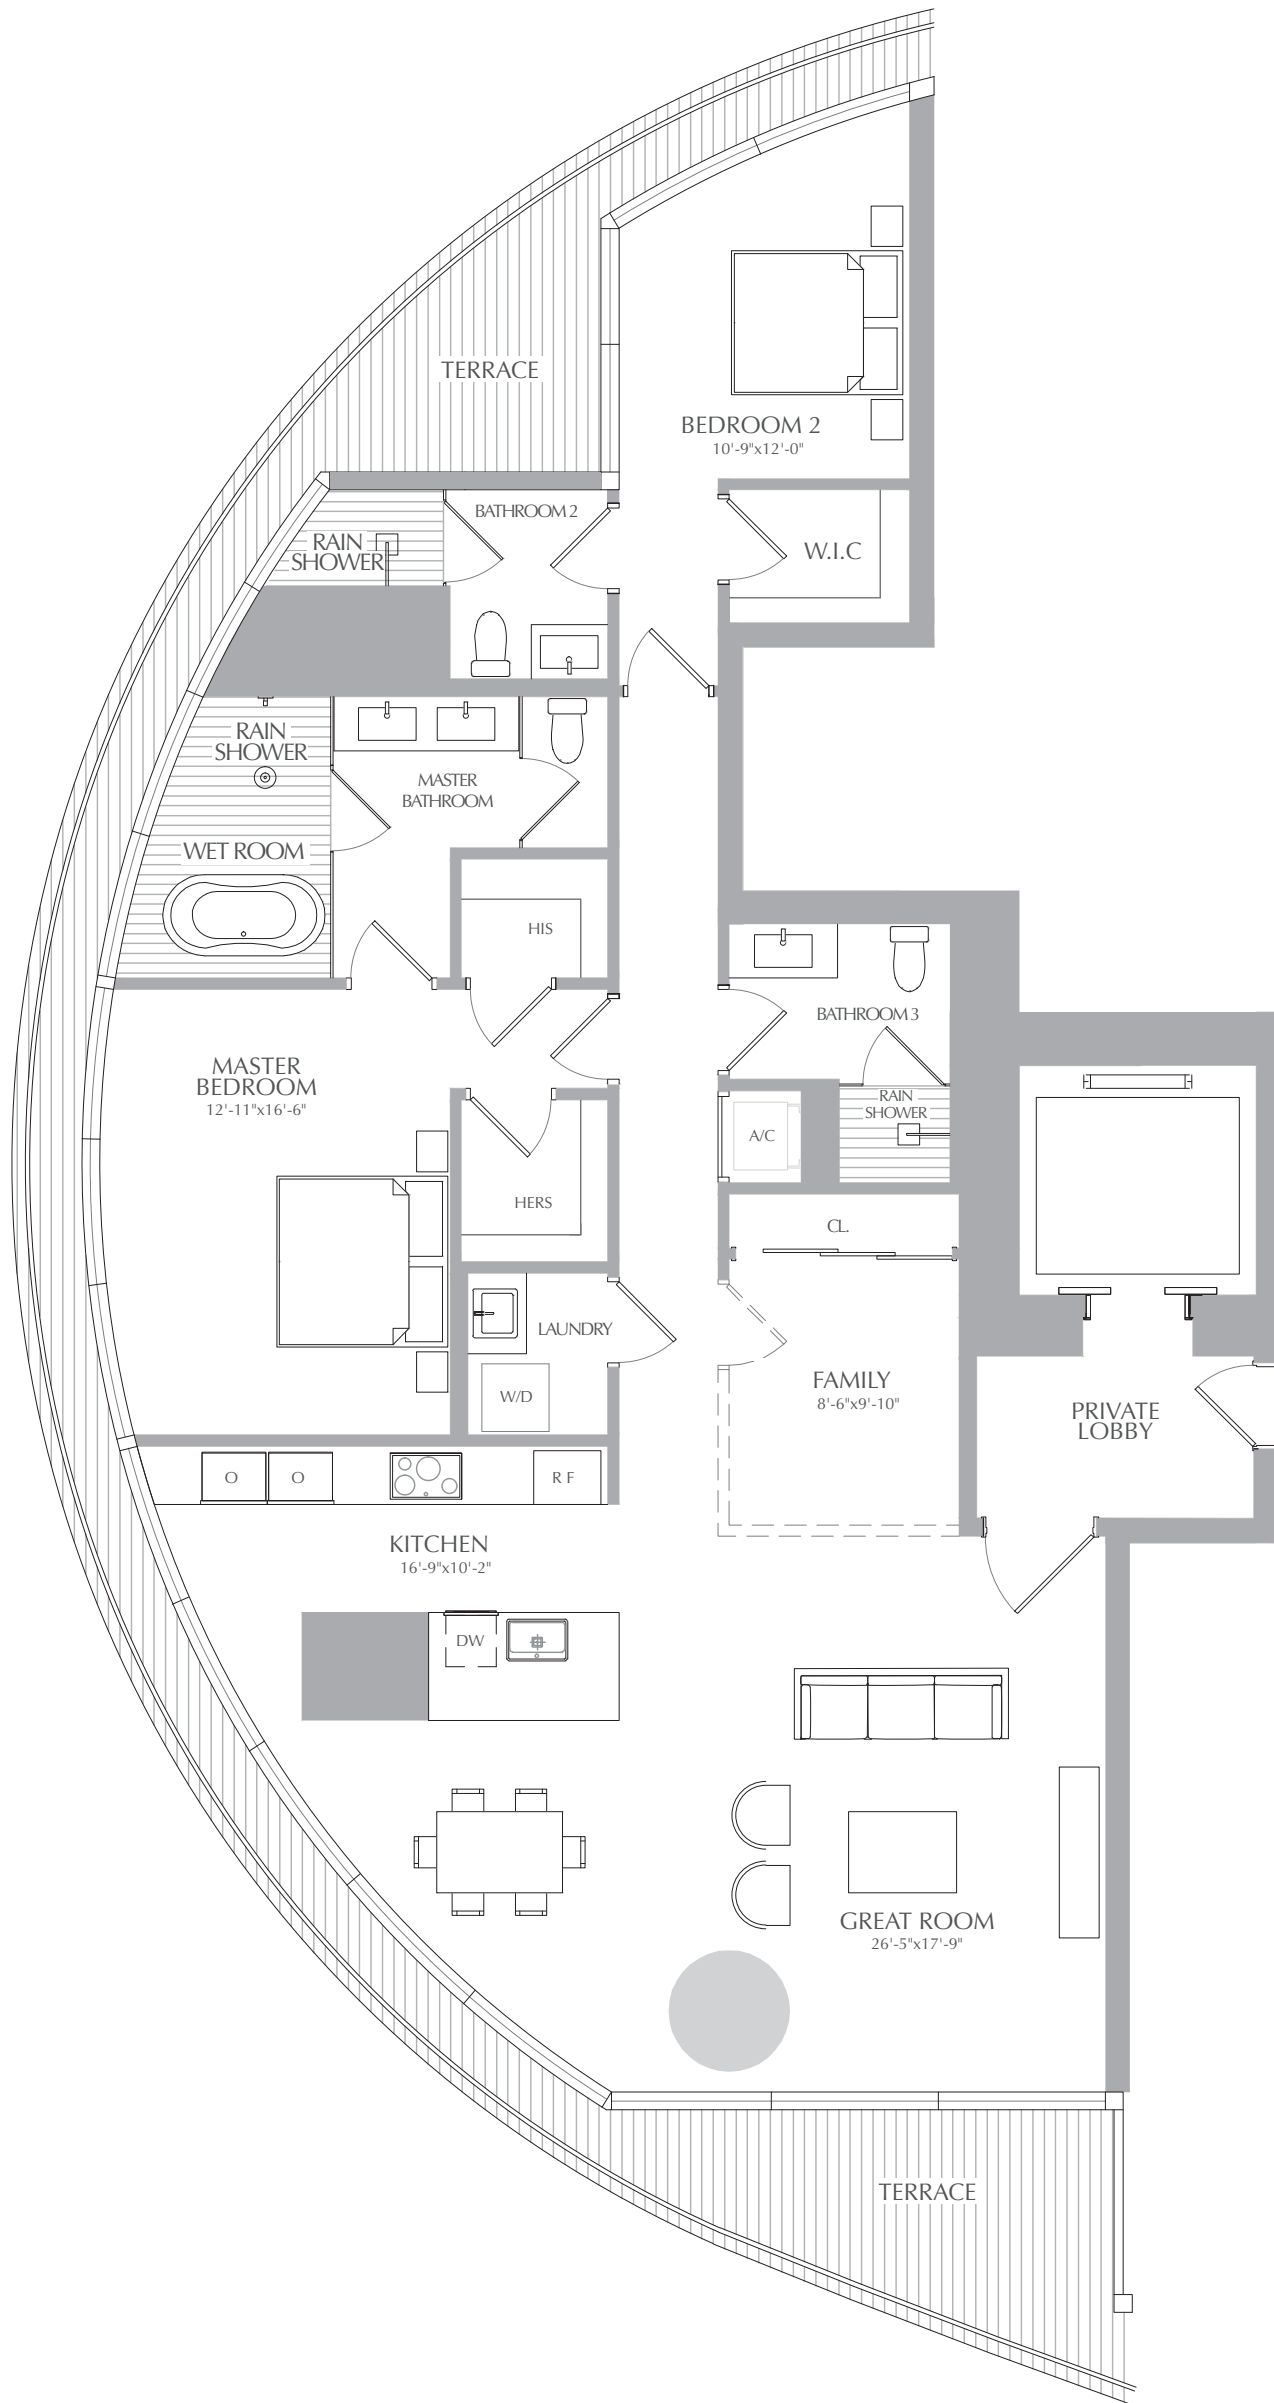 TERRACE
BEDROOM 2
10'-9"x12'-0"
BATHROOM 2
RAIN
SHOWER
W.I.C
RAIN
SHOWER
MASTER
BATHROOM
WET ROOM
HIS
BATHROOM 3
MASTER
BEDROOM
12'-11"x16'-6"
RAIN
SHOWER
A/C
HERS
CL.
LAUNDRY
W/D
FAMILY
8'-6"x9'-10"
PRIVATE
LOBBY
O
O
R F
KITCHEN
16'-9"x10'-2"
DW
GREAT ROOM
26'-5"x17'-9"
TERRACE